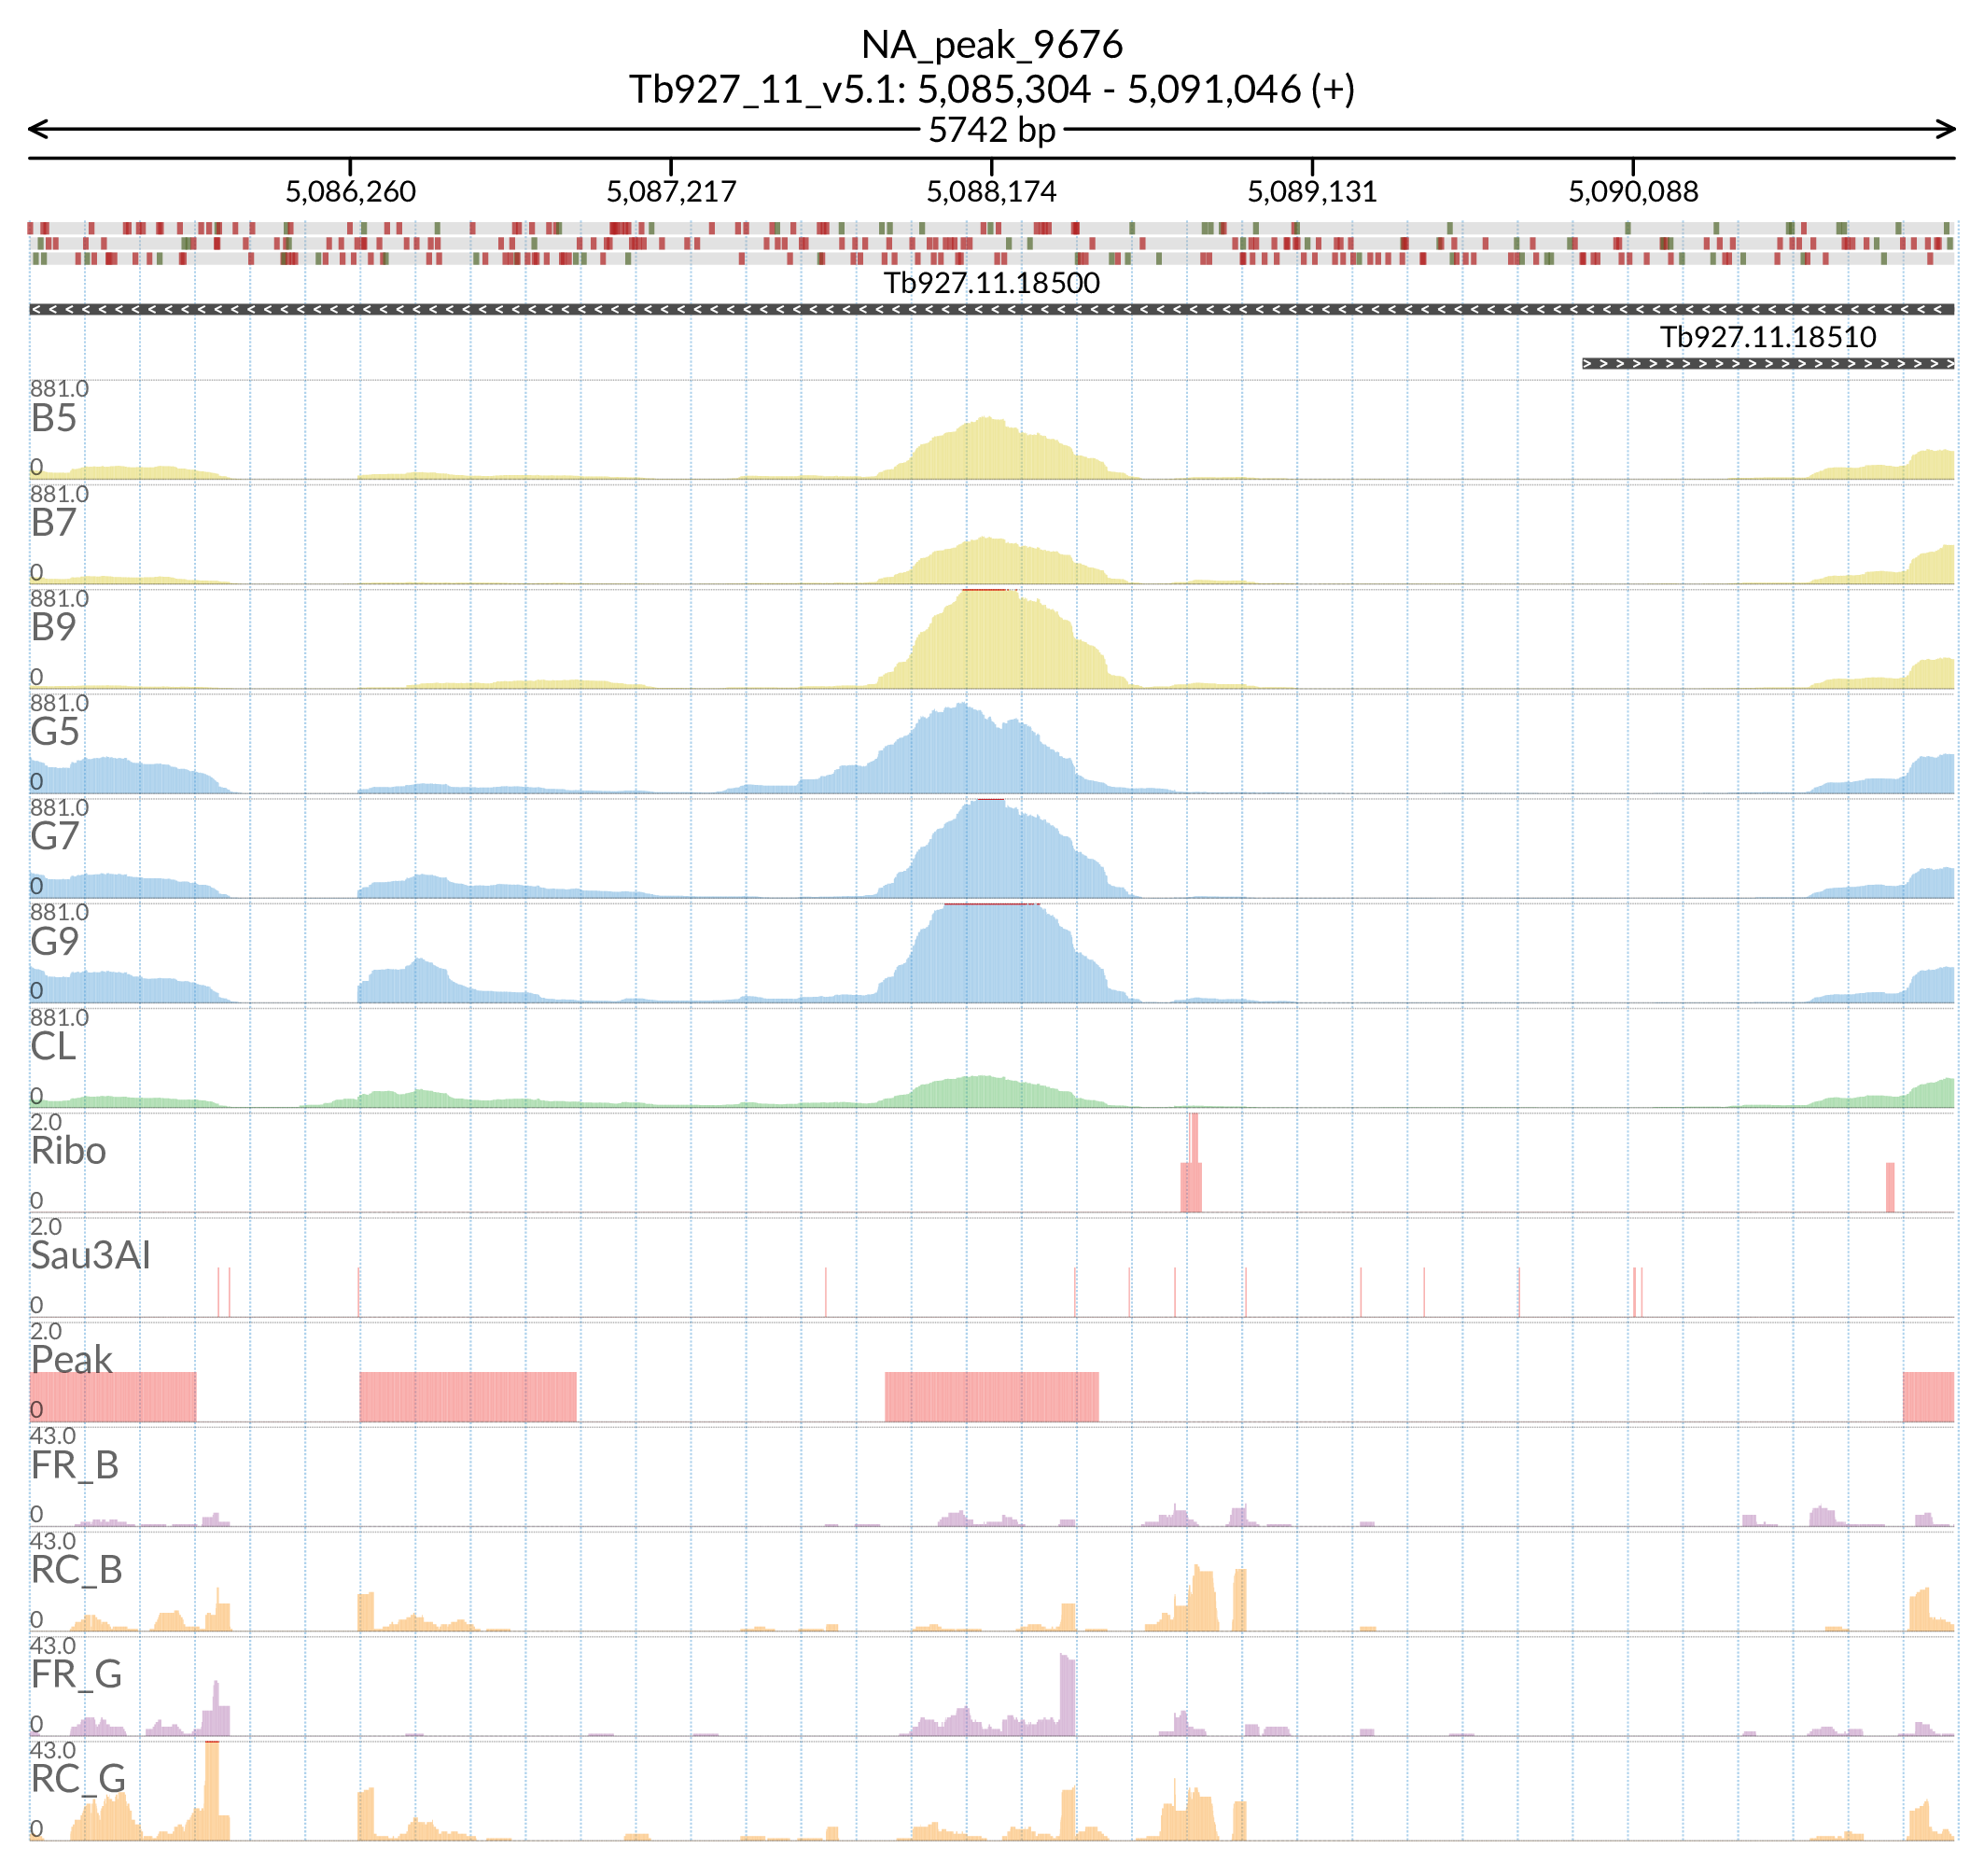 NA_peak_9676
Tb927_11_v5.1: 5,085,304 - 5,091,046 (+)
5742 bp
5,086,260 5,087,217 5,088,174 5,089,131 5,090,088
Tb927.11.18500
Tb927.11.18510
881.0
B5
0
881.0
B7
0
881.0
B9
0
881.0
G5
0
881.0
G7
0
881.0
G9
0
881.0
CL
0
2.0
Ribo
0
2.0
Sau3AI
0
2.0
Peak
0
43.0
FR_B
0
43.0
RC_B
0
43.0
FR_G
0
43.0
RC_G
0